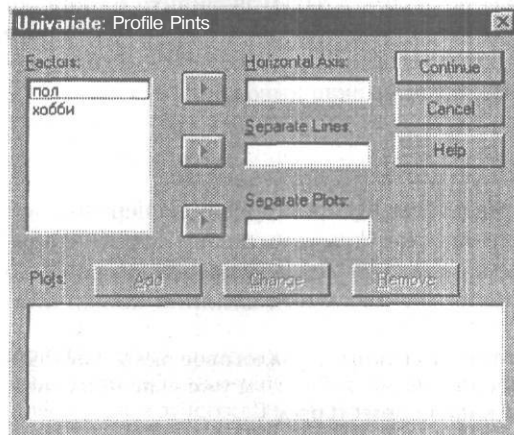 Univariate: Profile Pints
Factors:
пол
хобби
Horizontal Axis:
Separate Lines:
Separate Plots:
Continue
Cancel
Help
Plots:
Add
Change
Remove